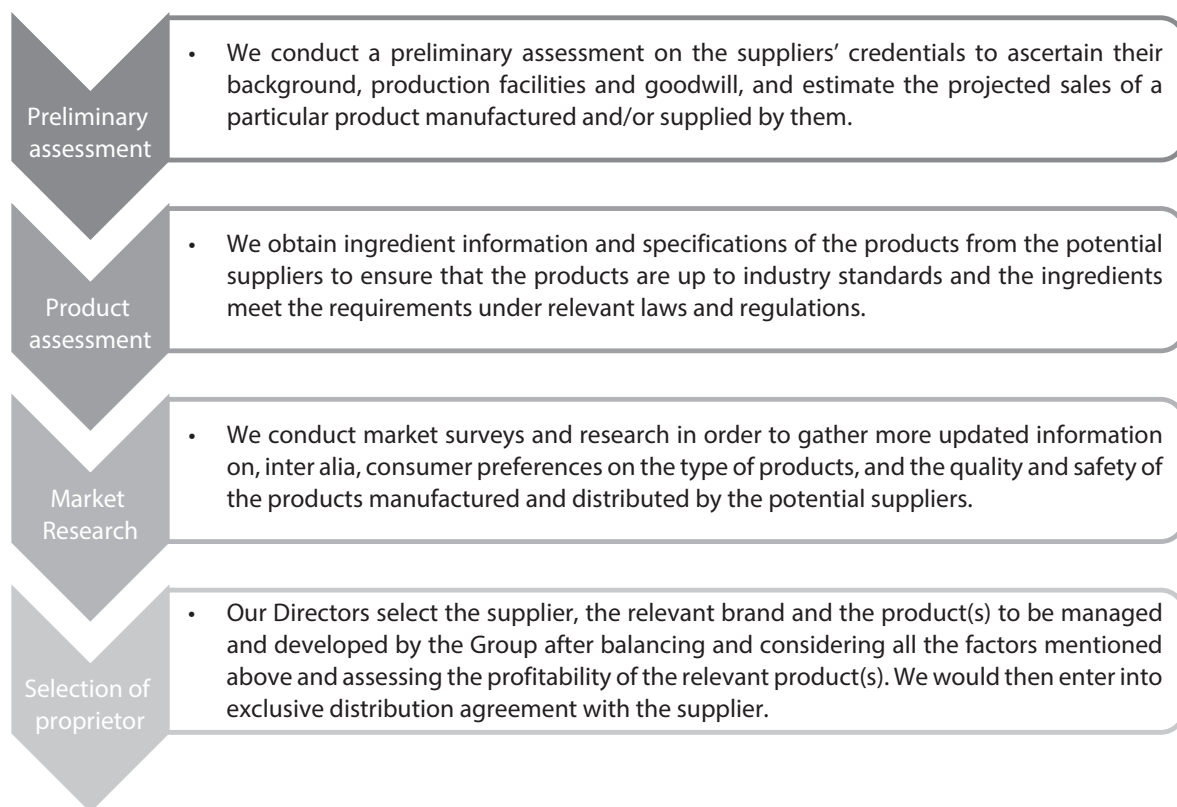 Preliminary
assessment
• We conduct a preliminary assessment on the suppliers’ credentials to ascertain their
background, production facilities and goodwill, and estimate the projected sales of a
particular product manufactured and/or supplied by them.
Product
assessment
• We obtain ingredient information and specifications of the products from the potential
suppliers to ensure that the products are up to industry standards and the ingredients
meet the requirements under relevant laws and regulations.
Market
Research
• We conduct market surveys and research in order to gather more updated information
on, inter alia, consumer preferences on the type of products, and the quality and safety of
the products manufactured and distributed by the potential suppliers.
Selection of
proprietor
• Our Directors select the supplier, the relevant brand and the product(s) to be managed
and developed by the Group after balancing and considering all the factors mentioned
above and assessing the profitability of the relevant product(s). We would then enter into
exclusive distribution agreement with the supplier.